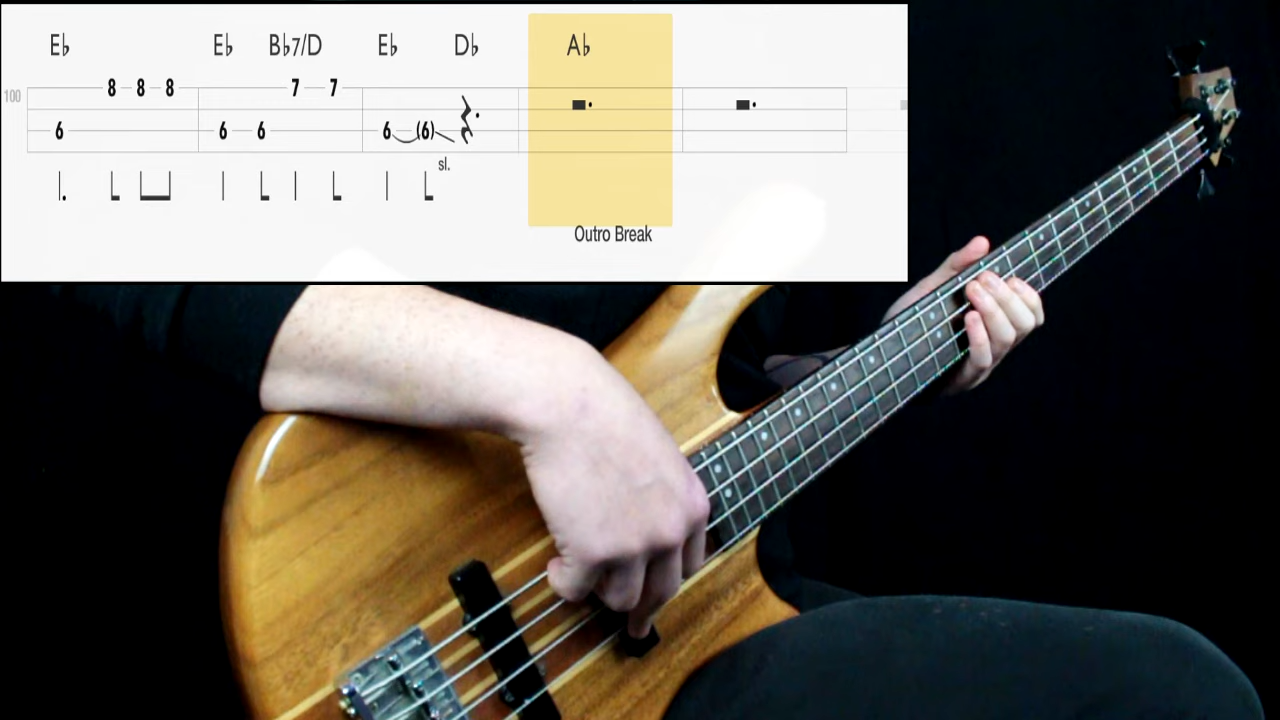 E♭ E♭ B♭7/D E♭ D♭ A♭
100 8 8 8 7 7
6 6 6 6 (6)
sl.
Outro Break